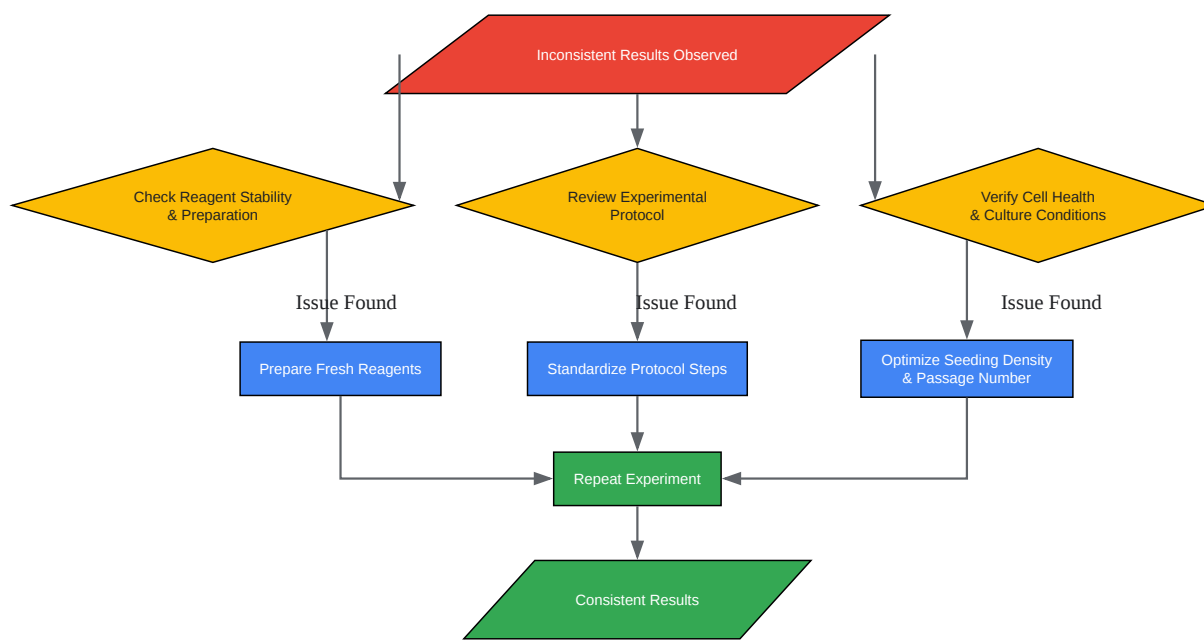 Inconsistent Results Observed
Check Reagent Stability
& Preparation
Review Experimental
Protocol
Verify Cell Health
& Culture Conditions
Issue Found
Issue Found
Issue Found
Prepare Fresh Reagents
Standardize Protocol Steps
Optimize Seeding Density
& Passage Number
Repeat Experiment
Consistent Results